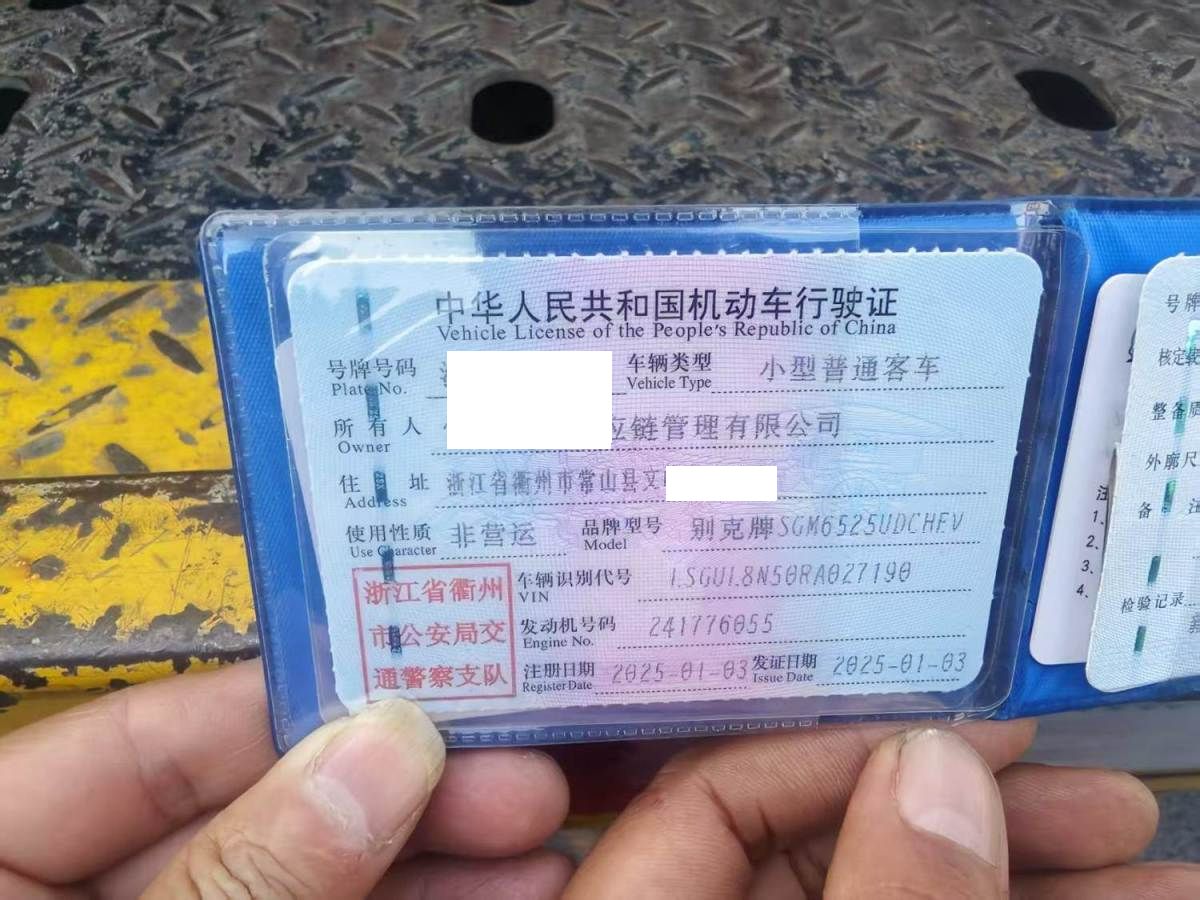 中华人民共和国机动车行驶证
Vehicle License of the People's Republic of China
号牌号码 车辆类型 小型普通客车
Plate No. Vehicle Type
所有人 应链管理有限公司
Owner
住址 浙江省衢州市常山县
Address
使用性质 非营运 品牌型号 别克牌SGM6525UDCHEV
Use Character Model
浙江省衢州
市公安局交
通警察支队
车辆识别代号 LSGUL8N50RA027190
VIN
发动机号码 241776055
Engine No.
注册日期 2025-01-03 发证日期 2025-01-03
Register Date Issue Date
号牌
核定载
整备质
外廓尺
备
注
1、
2、
3、
4、
检验记录